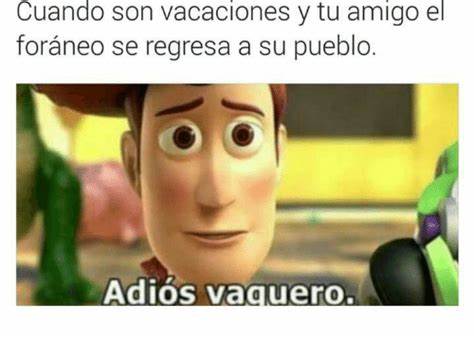 Cuando son vacaciones y tu amigo el
foráneo se regresa a su pueblo.
Adiós vaquero.